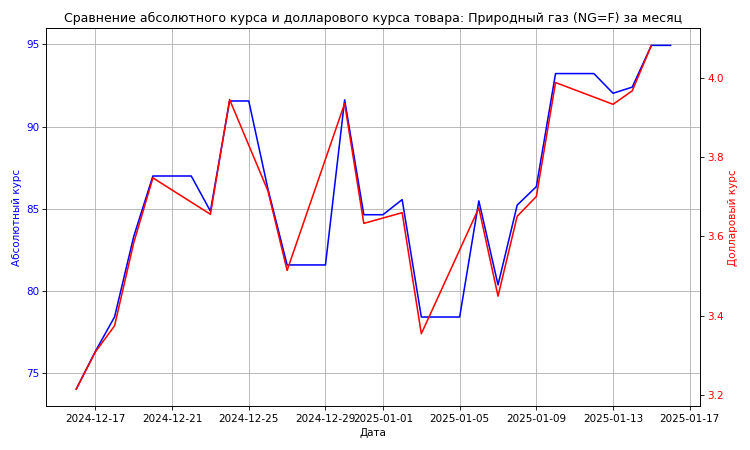 Сравнение абсолютного курса и долларового курса товара: Природный газ (NG=F) за месяц
95
90
85
80
75
Абсолютный курс
4.0
3.8
3.6
3.4
3.2
Долларовый курс
2024-12-17 2024-12-21 2024-12-25 2024-12-29 2025-01-01 2025-01-05 2025-01-09 2025-01-13 2025-01-17
Дата